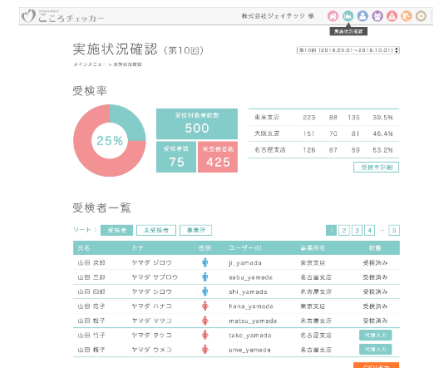 こころチェッカー
株式会社ジェイテック 様
実施状況確認
実施状況確認（第10回）
第10回（2018.09.01～2018.10.01）
メインメニュー > 実施状況確認
受検率
25%
受検対象者総数
500
受検者数 未受検者数
75 425
東京支店 223 88 135 39.5%
大阪支店 151 70 81 46.4%
名古屋支店 126 67 59 53.2%
受検率詳細
受検者一覧
ソート： 受検者 未受検者 事業所
1 2 3 4 … 5
氏名 カナ 性別 ユーザーID 事業所名 状態
山田 次郎 ヤマダ ジロウ ji_yamada 東京支店 受検済み
山田 三郎 ヤマダ サブロウ sabu_yamada 名古屋支店 受検済み
山田 四郎 ヤマダ シロウ shi_yamada 名古屋支店 受検済み
山田 花子 ヤマダ ハナコ hana_yamada 東京支店 受検済み
山田 松子 ヤマダ マツコ matsu_yamada 名古屋支店 受検済み
山田 竹子 ヤマダ タケコ take_yamada 名古屋支店 代理入力
山田 梅子 ヤマダ ウメコ ume_yamada 名古屋支店 代理入力